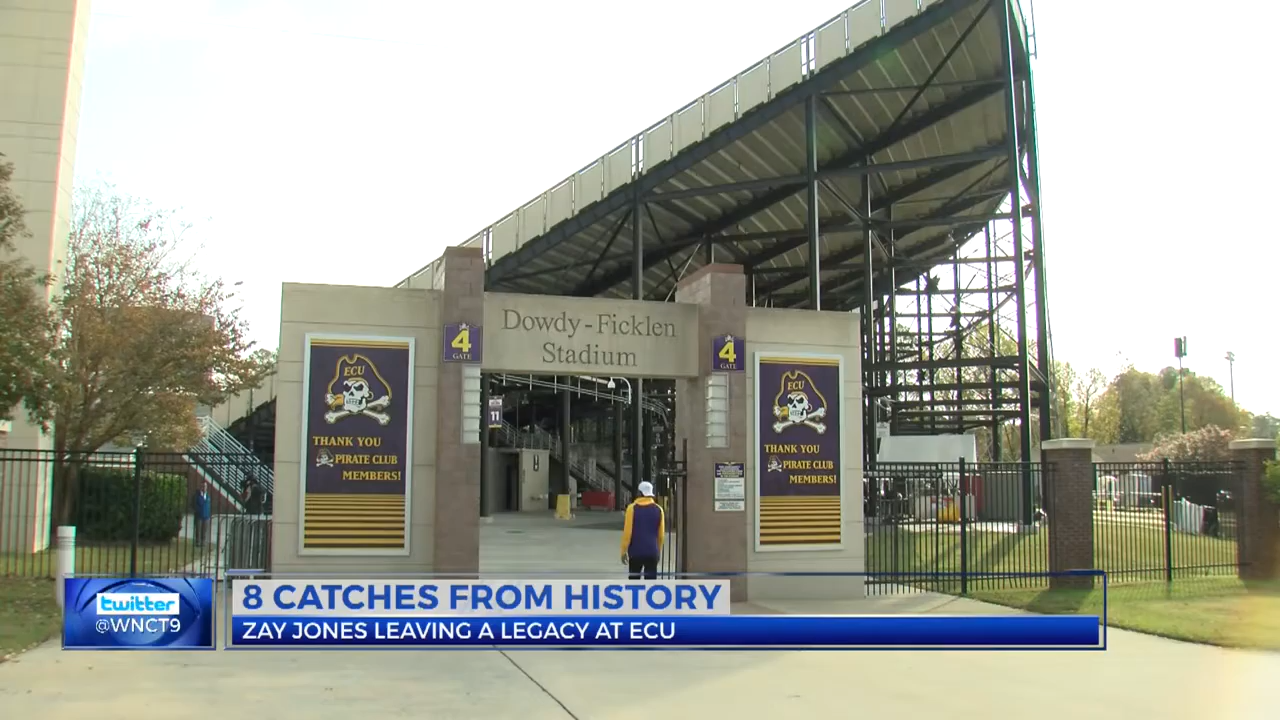 Dowdy-Ficklen
Stadium
4
GATE
4
GATE
11
ECU
THANK YOU
PIRATE CLUB
MEMBERS!
ECU
THANK YOU
PIRATE CLUB
MEMBERS!
twitter
@WNCT9
8 CATCHES FROM HISTORY
ZAY JONES LEAVING A LEGACY AT ECU